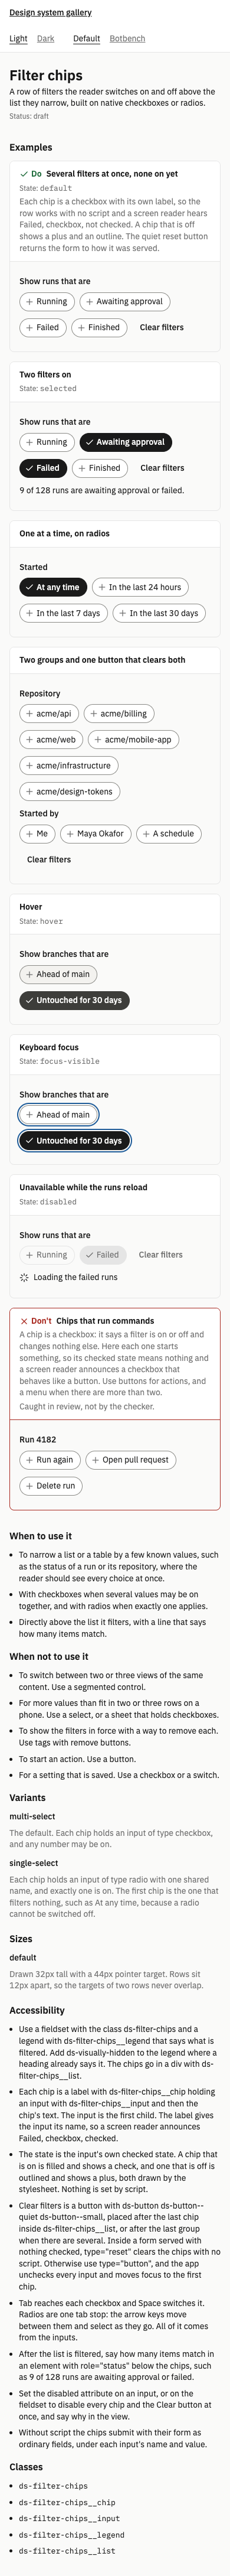 Design system gallery
Light Dark Default Botbench
Filter chips
A row of filters the reader switches on and off above the
list they narrow, built on native checkboxes or radios.
Status: draft
Examples
Do Several filters at once, none on yet
State: default
Each chip is a checkbox with its own label, so the
row works with no script and a screen reader hears
Failed, checkbox, not checked. A chip that is off
shows a plus and an outline. The quiet reset button
returns the form to how it was served.
Show runs that are
Running Awaiting approval
Failed Finished Clear filters
Two filters on
State: selected
Show runs that are
Running Awaiting approval
Failed Finished Clear filters
9 of 128 runs are awaiting approval or failed.
One at a time, on radios
Started
At any time In the last 24 hours
In the last 7 days In the last 30 days
Two groups and one button that clears both
Repository
acme/api acme/billing
acme/web acme/mobile-app
acme/infrastructure
acme/design-tokens
Started by
Me Maya Okafor A schedule
Clear filters
Hover
State: hover
Show branches that are
Ahead of main
Untouched for 30 days
Keyboard focus
State: focus-visible
Show branches that are
Ahead of main
Untouched for 30 days
Unavailable while the runs reload
State: disabled
Show runs that are
Running Failed Clear filters
Loading the failed runs
Don't Chips that run commands
A chip is a checkbox: it says a filter is on or off and
changes nothing else. Here each one starts
something, so its checked state means nothing and
a screen reader announces a checkbox that
behaves like a button. Use buttons for actions, and
a menu when there are more than two.
Caught in review, not by the checker.
Run 4182
Run again Open pull request
Delete run
When to use it
• To narrow a list or a table by a few known values, such
as the status of a run or its repository, where the
reader should see every choice at once.
• With checkboxes when several values may be on
together, and with radios when exactly one applies.
• Directly above the list it filters, with a line that says
how many items match.
When not to use it
• To switch between two or three views of the same
content. Use a segmented control.
• For more values than fit in two or three rows on a
phone. Use a select, or a sheet that holds checkboxes.
• To show the filters in force with a way to remove each.
Use tags with remove buttons.
• To start an action. Use a button.
• For a setting that is saved. Use a checkbox or a switch.
Variants
multi-select
The default. Each chip holds an input of type checkbox,
and any number may be on.
single-select
Each chip holds an input of type radio with one shared
name, and exactly one is on. The first chip is the one that
filters nothing, such as At any time, because a radio
cannot be switched off.
Sizes
default
Drawn 32px tall with a 44px pointer target. Rows sit
12px apart, so the targets of two rows never overlap.
Accessibility
• Use a fieldset with the class ds-filter-chips and a
legend with ds-filter-chips__legend that says what is
filtered. Add ds-visually-hidden to the legend where a
heading already says it. The chips go in a div with ds-
filter-chips__list.
• Each chip is a label with ds-filter-chips__chip holding
an input with ds-filter-chips__input and then the
chip's text. The input is the first child. The label gives
the input its name, so a screen reader announces
Failed, checkbox, checked.
• The state is the input's own checked state. A chip that
is on is filled and shows a check, and one that is off is
outlined and shows a plus, both drawn by the
stylesheet. Nothing is set by script.
• Clear filters is a button with ds-button ds-button--
quiet ds-button--small, placed after the last chip
inside ds-filter-chips__list, or after the last group
when there are several. Inside a form served with
nothing checked, type="reset" clears the chips with no
script. Otherwise use type="button", and the app
unchecks every input and moves focus to the first
chip.
• Tab reaches each checkbox and Space switches it.
Radios are one tab stop: the arrow keys move
between them and select as they go. All of it comes
from the inputs.
• After the list is filtered, say how many items match in
an element with role="status" below the chips, such
as 9 of 128 runs are awaiting approval or failed.
• Set the disabled attribute on an input, or on the
fieldset to disable every chip and the Clear button at
once, and say why in the view.
• Without script the chips submit with their form as
ordinary fields, under each input's name and value.
Classes
• ds-filter-chips
• ds-filter-chips__chip
• ds-filter-chips__input
• ds-filter-chips__legend
• ds-filter-chips__list